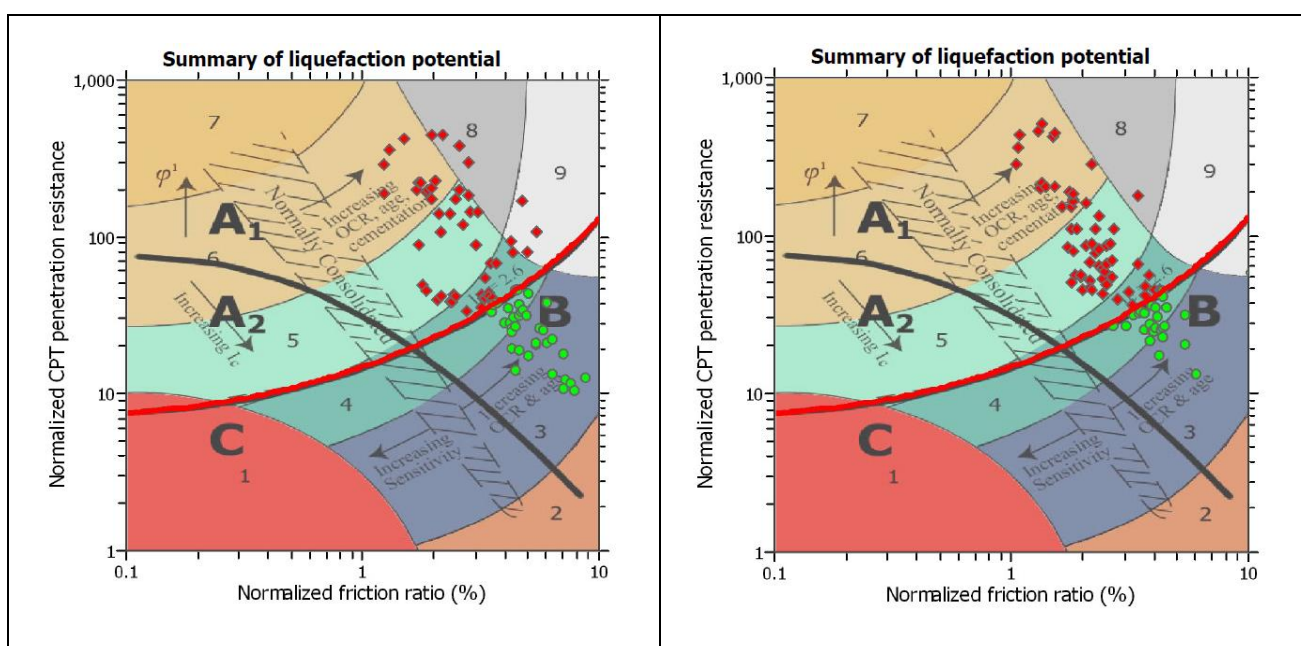 Summary of liquefaction potential
1,000
100
10
1
0.1
1
10
Normalized CPT penetration resistance
Normalized friction ratio (%)
7
8
9
φ¹
A₁
6
A₂
5
4
B
C
1
3
2
Normally Consolidated
Increasing
OCR, age,
cementation
Increasing Ic
Increasing
OCR & age
Increasing
Sensitivity
Summary of liquefaction potential
1,000
100
10
1
0.1
1
10
Normalized CPT penetration resistance
Normalized friction ratio (%)
7
8
9
φ¹
A₁
6
A₂
5
4
B
C
1
3
2
Normally Consolidated
Increasing
OCR, age,
cementation
Increasing Ic
Increasing
OCR & age
Increasing
Sensitivity